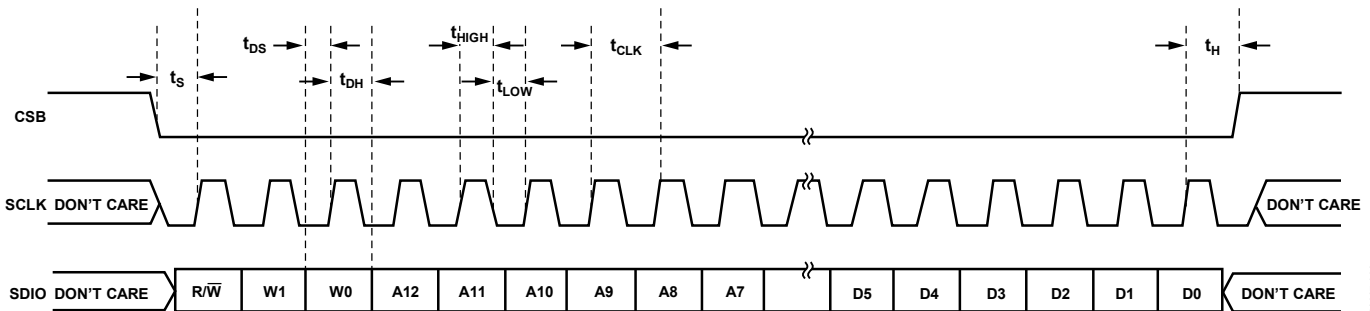 tDS
tHIGH
tCLK
tH
tS
tDH
tLOW
CSB
SCLK DON'T CARE
DON'T CARE
SDIO DON'T CARE R/W̅ W1 W0 A12 A11 A10 A9 A8 A7 D5 D4 D3 D2 D1 D0 DON'T CARE